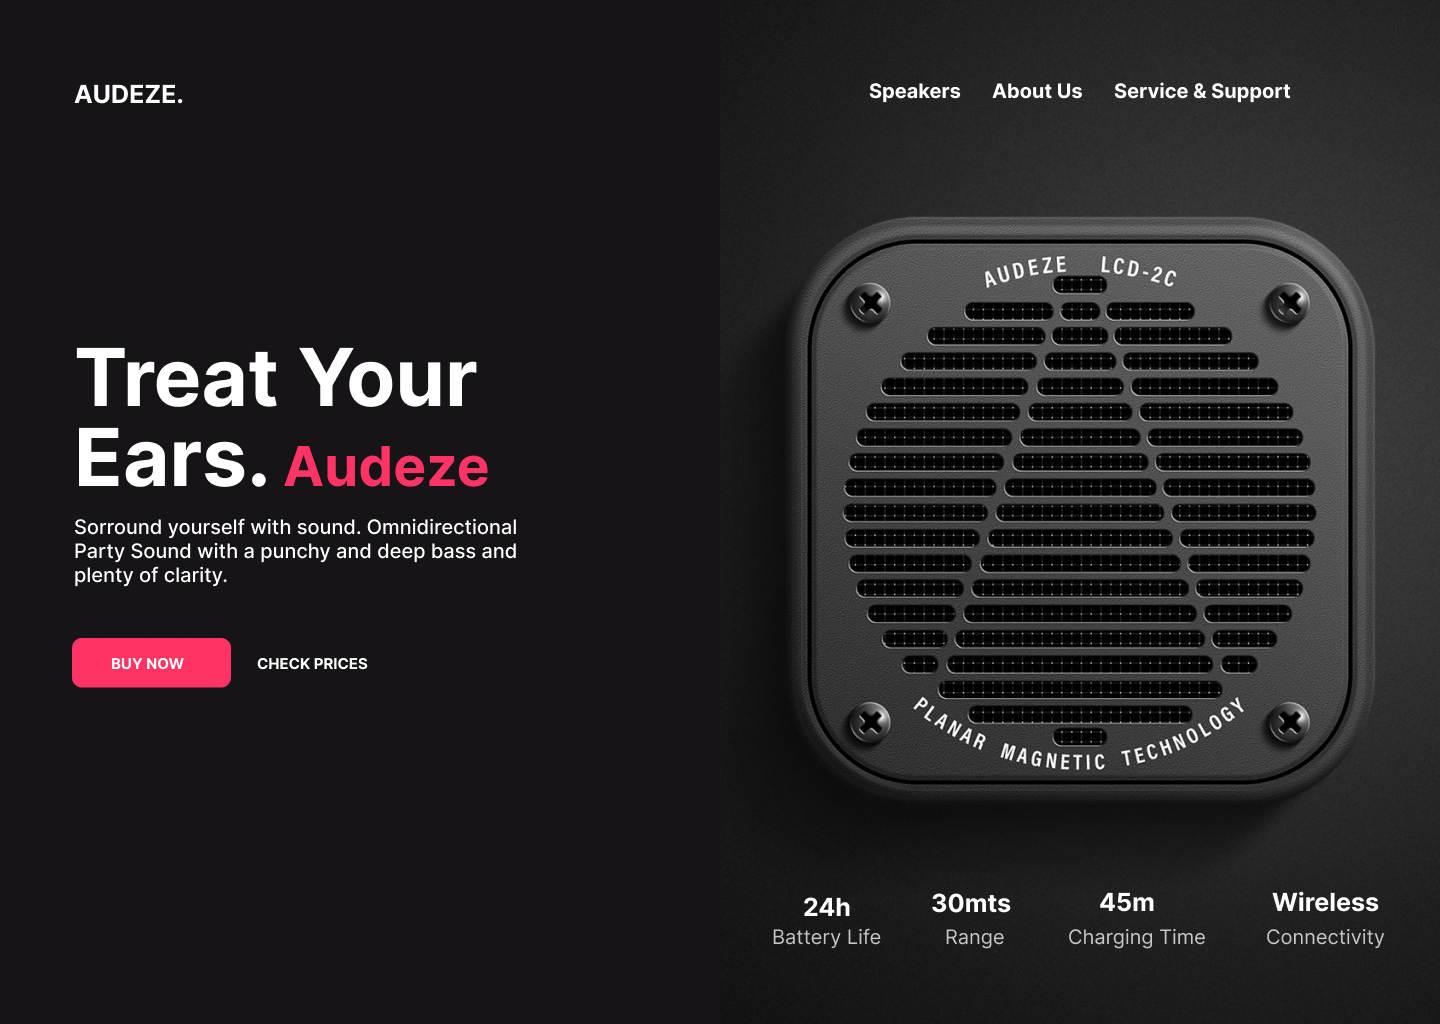 AUDEZE.
Speakers About Us Service & Support
AUDEZE LCD-2C
Treat Your
Ears. Audeze
Sorround yourself with sound. Omnidirectional
Party Sound with a punchy and deep bass and
plenty of clarity.
BUY NOW CHECK PRICES
PLANAR MAGNETIC TECHNOLOGY
24h 30mts 45m Wireless
Battery Life Range Charging Time Connectivity